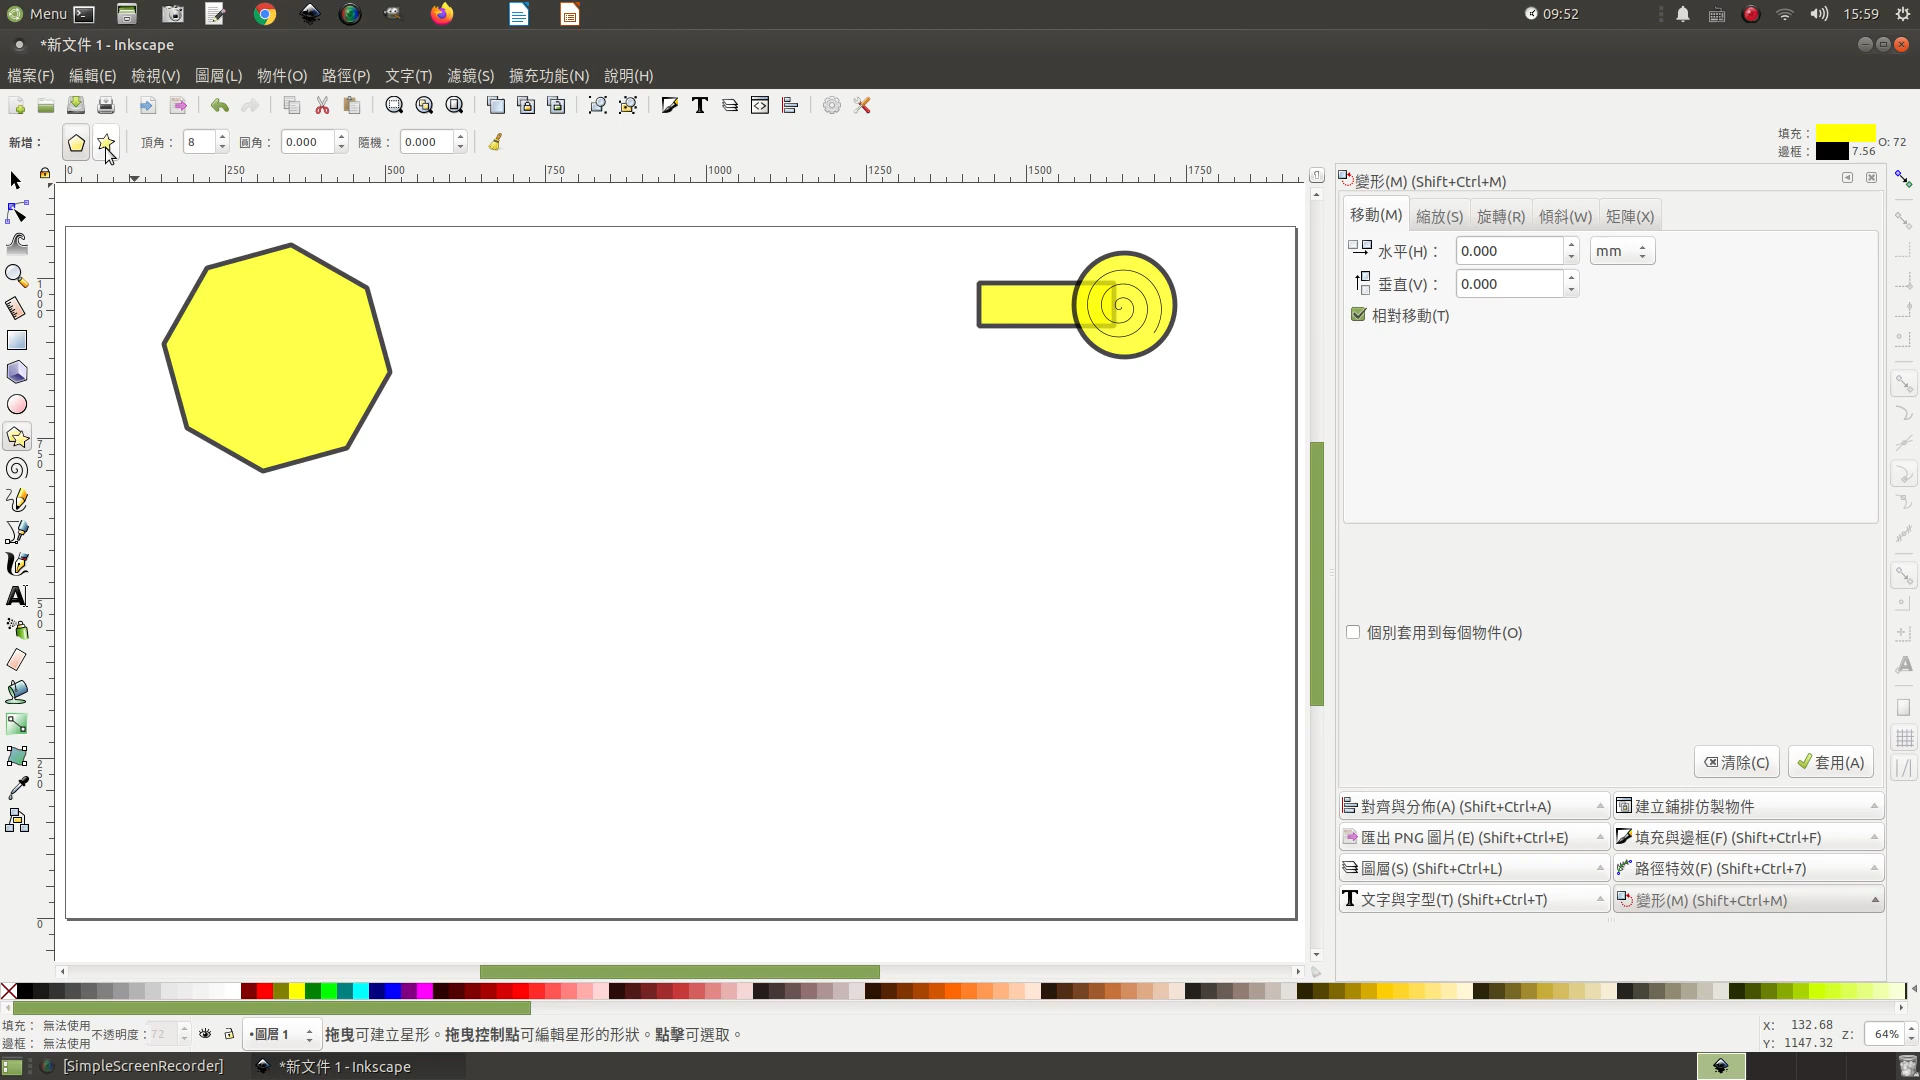 Menu
09:52
15:59
*新文件 1 - Inkscape
檔案(F) 編輯(E) 檢視(V) 圖層(L) 物件(O) 路徑(P) 文字(T) 濾鏡(S) 擴充功能(N) 說明(H)
新增： 頂角： 8 圓角： 0.000 隨機： 0.000
填充： O: 72
邊框： 7.56
0 250 500 750 1000 1250 1500 1750
1000
750
500
250
0
變形(M) (Shift+Ctrl+M)
移動(M) 縮放(S) 旋轉(R) 傾斜(W) 矩陣(X)
水平(H)： 0.000 mm
垂直(V)： 0.000
相對移動(T)
個別套用到每個物件(O)
清除(C) 套用(A)
對齊與分佈(A) (Shift+Ctrl+A) 建立鋪排仿製物件
匯出 PNG 圖片(E) (Shift+Ctrl+E) 填充與邊框(F) (Shift+Ctrl+F)
圖層(S) (Shift+Ctrl+L) 路徑特效(F) (Shift+Ctrl+7)
文字與字型(T) (Shift+Ctrl+T) 變形(M) (Shift+Ctrl+M)
填充： 無法使用
邊框： 無法使用
不透明度： 72
•圖層 1
拖曳可建立星形。拖曳控制點可編輯星形的形狀。點擊可選取。
X: 132.68
Y: 1147.32
Z: 64%
[SimpleScreenRecorder] *新文件 1 - Inkscape